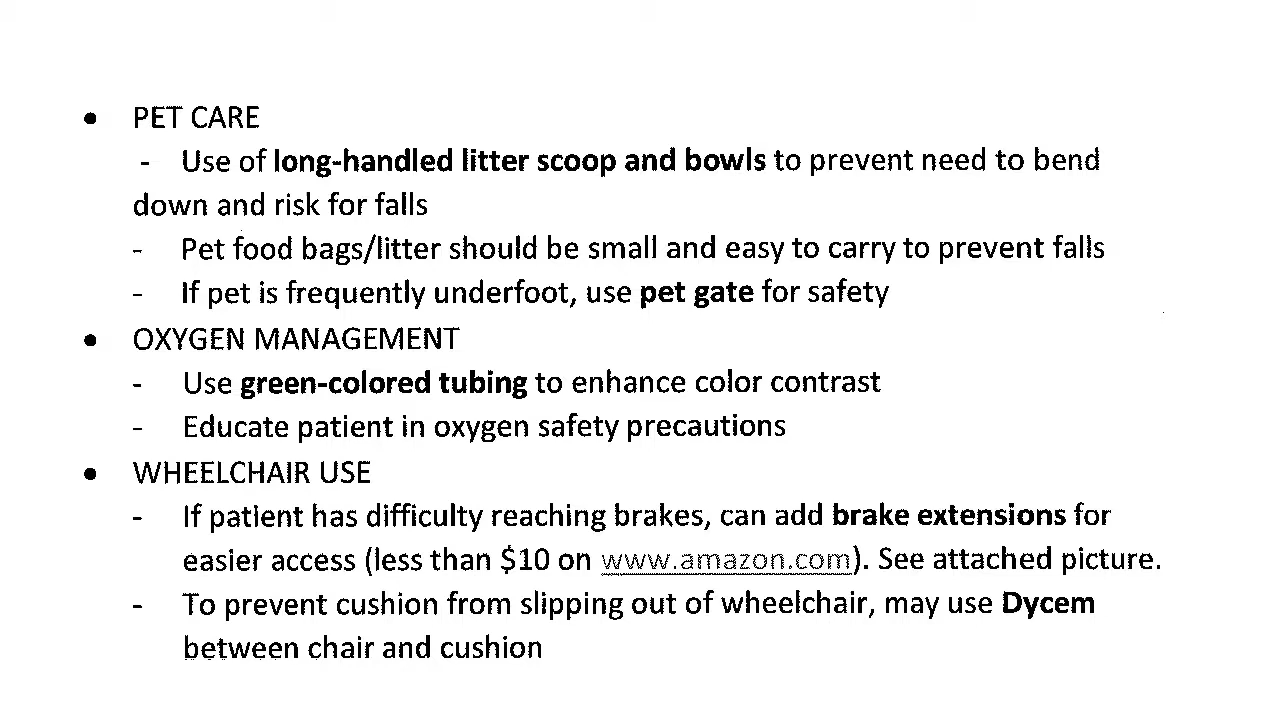 • PET CARE
- Use of long-handled litter scoop and bowls to prevent need to bend
down and risk for falls
- Pet food bags/litter should be small and easy to carry to prevent falls
- If pet is frequently underfoot, use pet gate for safety
• OXYGEN MANAGEMENT
- Use green-colored tubing to enhance color contrast
- Educate patient in oxygen safety precautions
• WHEELCHAIR USE
- If patient has difficulty reaching brakes, can add brake extensions for
easier access (less than $10 on www.amazon.com). See attached picture.
- To prevent cushion from slipping out of wheelchair, may use Dycem
between chair and cushion